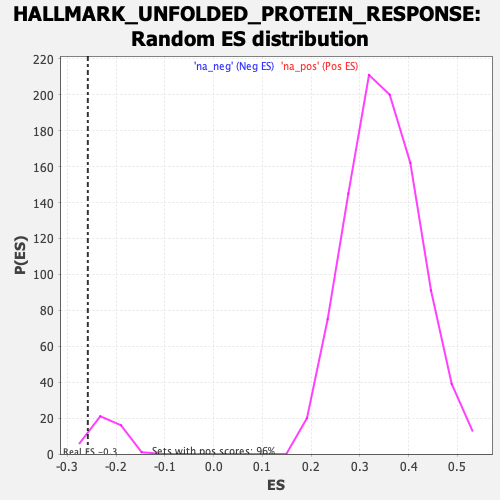 HALLMARK_UNFOLDED_PROTEIN_RESPONSE:
Random ES distribution
'na_neg' (Neg ES) 'na_pos' (Pos ES)
220
200
180
160
140
120
100
80
60
40
20
0
P(ES)
Real ES -0.3
Sets with pos scores: 96%
-0.3 -0.2 -0.1 0.0 0.1 0.2 0.3 0.4 0.5
ES